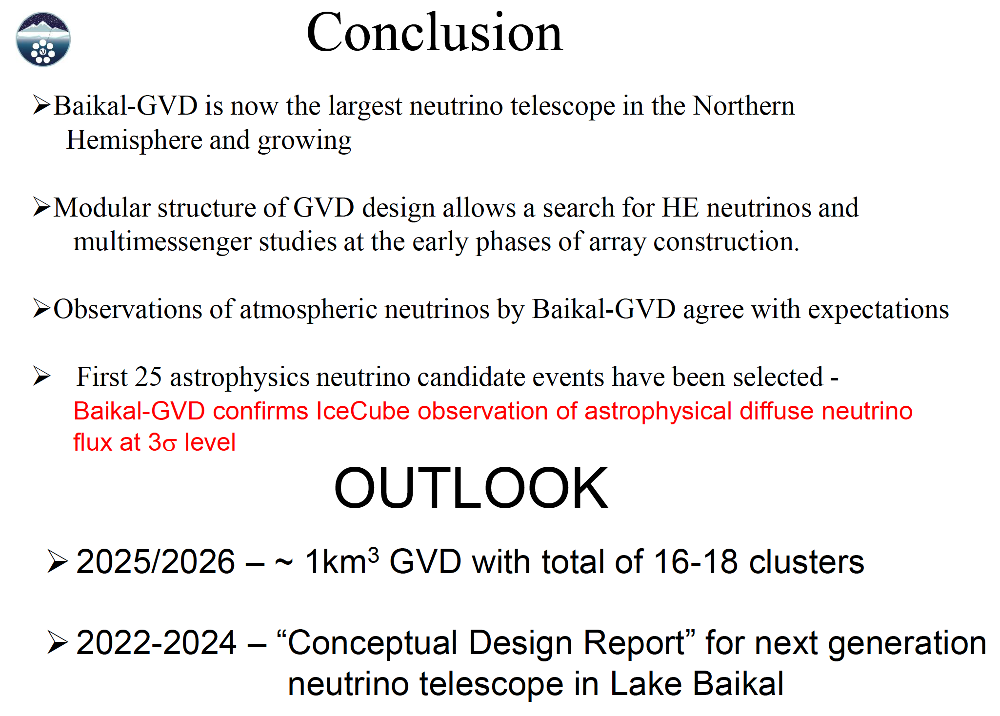 Conclusion
➢Baikal-GVD is now the largest neutrino telescope in the Northern
Hemisphere and growing
➢Modular structure of GVD design allows a search for HE neutrinos and
multimessenger studies at the early phases of array construction.
➢Observations of atmospheric neutrinos by Baikal-GVD agree with expectations
➢ First 25 astrophysics neutrino candidate events have been selected -
Baikal-GVD confirms IceCube observation of astrophysical diffuse neutrino
flux at 3σ level
OUTLOOK
➢ 2025/2026 – ~ 1km³ GVD with total of 16-18 clusters
➢ 2022-2024 – “Conceptual Design Report” for next generation
neutrino telescope in Lake Baikal